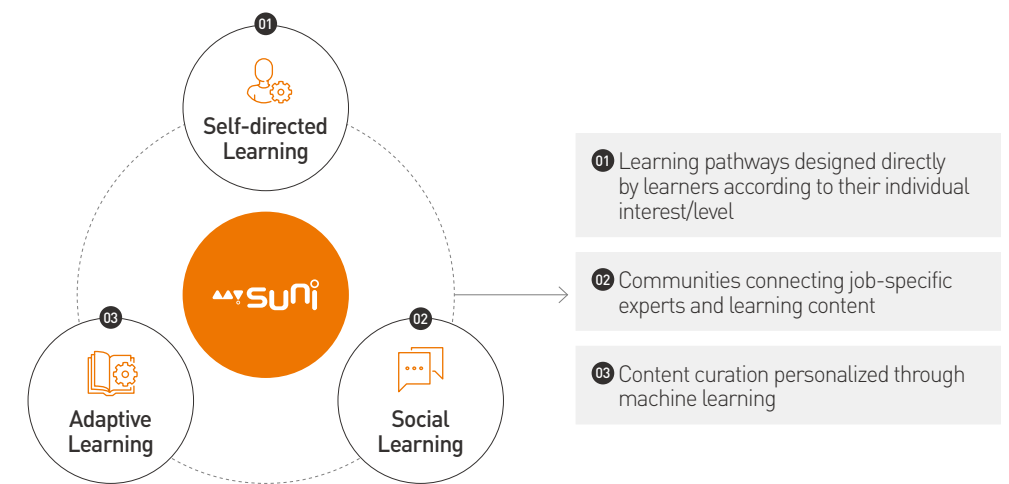 01
Self-directed
Learning
mySUNI
03
Adaptive
Learning
02
Social
Learning
01 Learning pathways designed directly
by learners according to their individual
interest/level
02 Communities connecting job-specific
experts and learning content
03 Content curation personalized through
machine learning